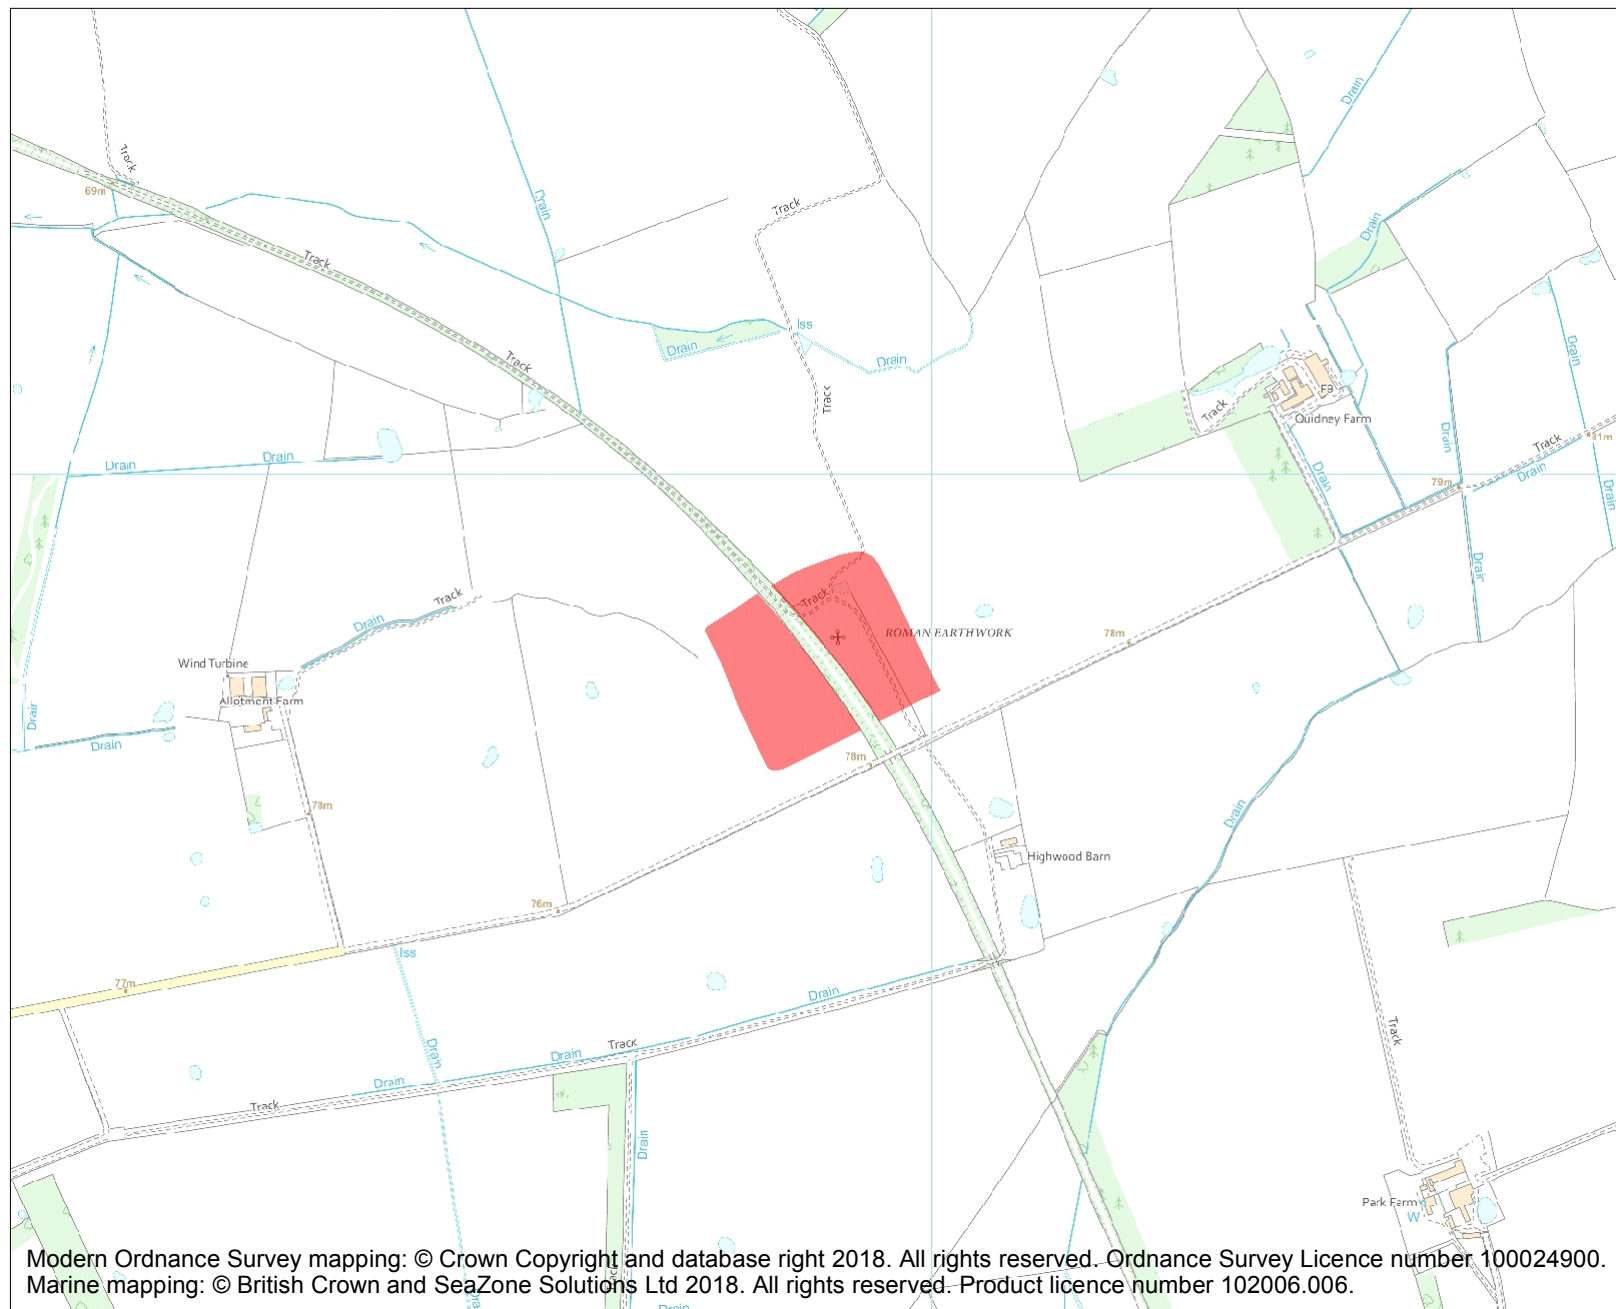 Drain
Track
69m
Drain
Track
Drain
Track
Iss
Drain
Drain
Track
Track
FB
Track
Quidney Farm
Drain
Drain
Track
81m
Drain
Drain
Drain
Drain
79m
Drain
Drain
Drain
Track
Drain
Track
ROMAN EARTHWORK
78m
Wind Turbine
Allotment Farm
Drain
Drain
78m
78m
Drain
Highwood Barn
76m
Iss
77m
Drain
Track
Drain
Drain
Track
Drain
Track
Drain
Park Farm
W
Modern Ordnance Survey mapping: © Crown Copyright and database right 2018. All rights reserved. Ordnance Survey Licence number 100024900.
Marine mapping: © British Crown and SeaZone Solutions Ltd 2018. All rights reserved. Product licence number 102006.006.
Drain